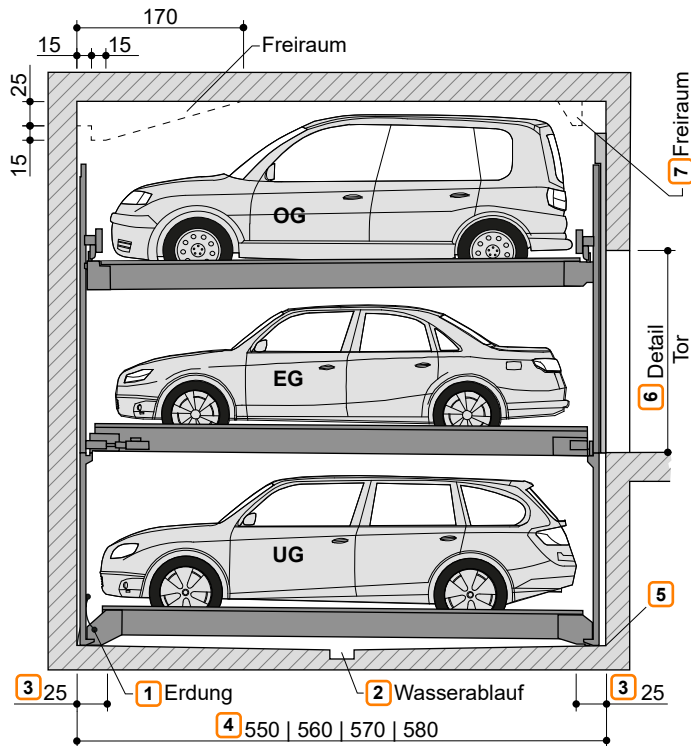 170
15 15
Freiraum
25
15
7 Freiraum
OG
6 Detail
Tor
EG
UG
5
3 25
1 Erdung
2 Wasserablauf
3 25
4 550 | 560 | 570 | 580